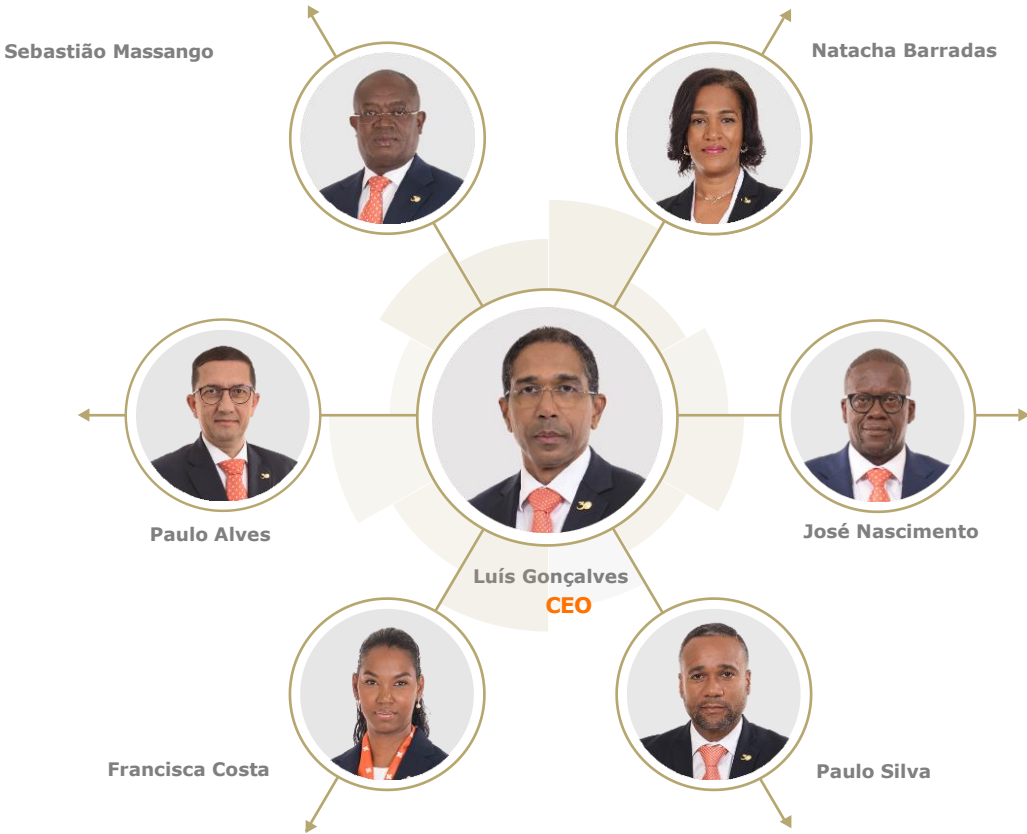 Sebastião Massango
Natacha Barradas
Paulo Alves
José Nascimento
Luís Gonçalves
CEO
Francisca Costa
Paulo Silva